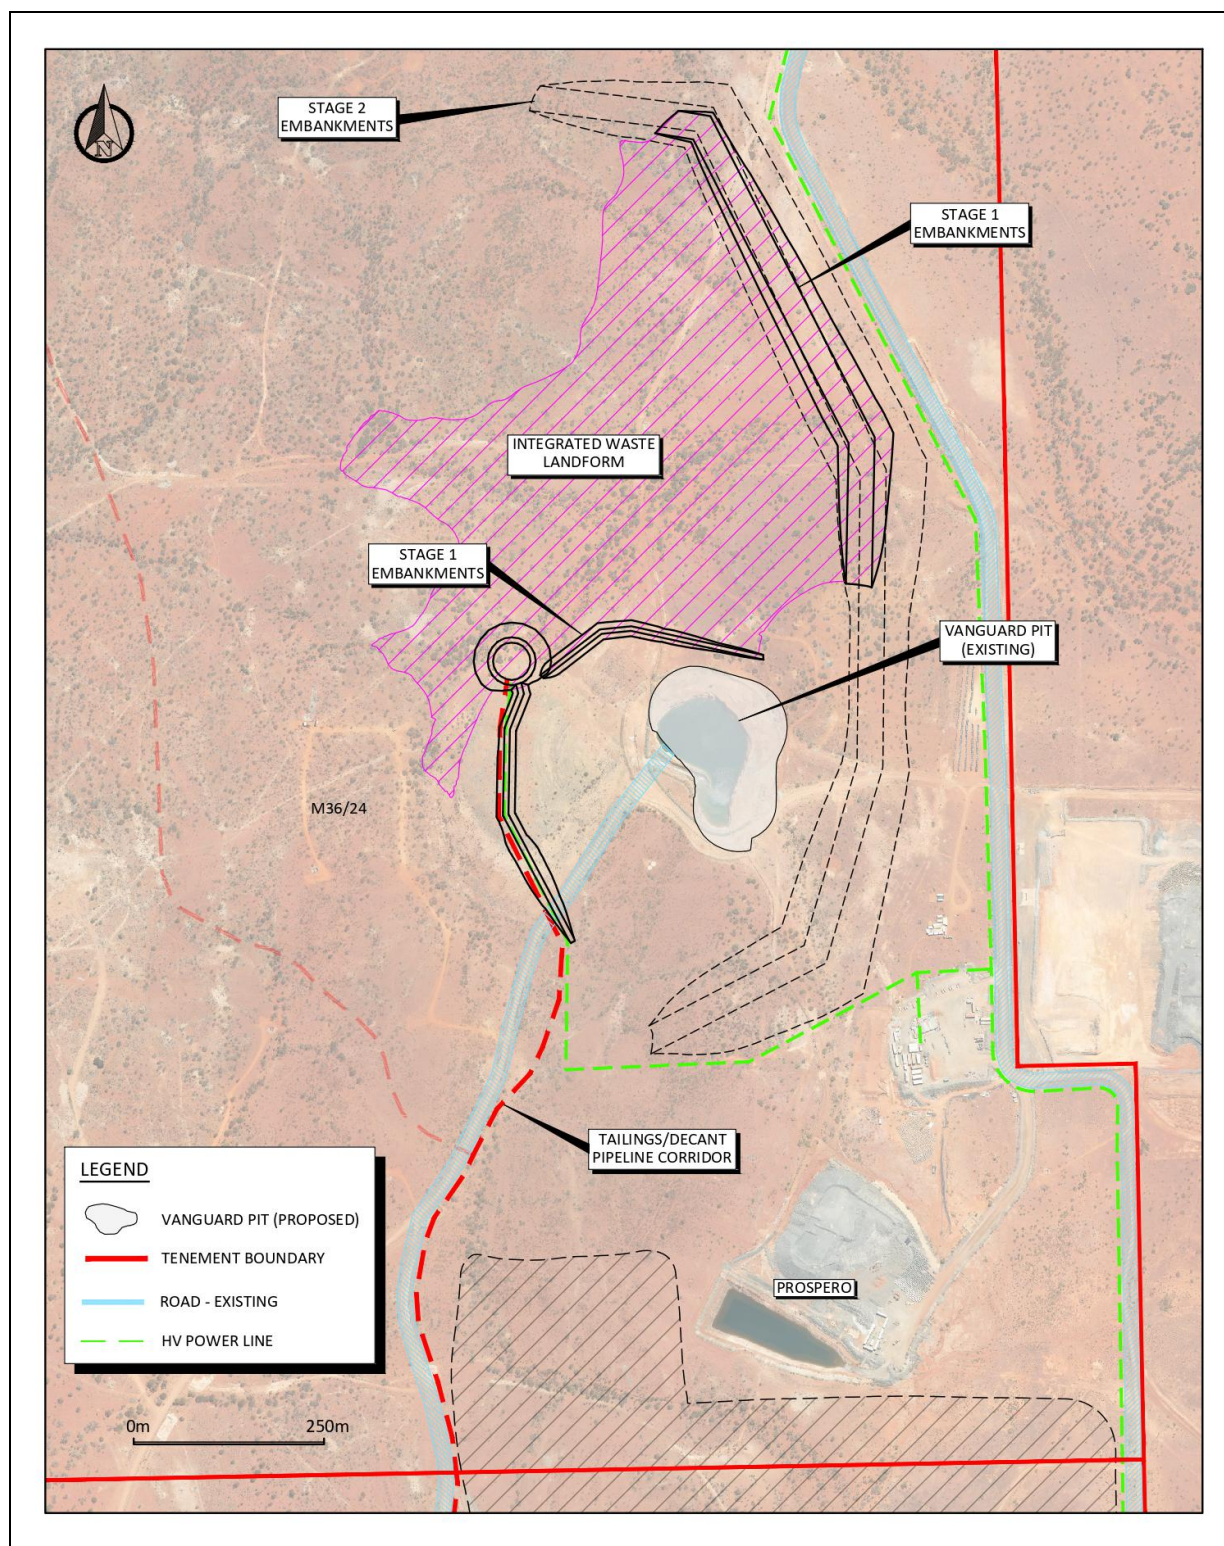 STAGE 2
EMBANKMENTS
N
STAGE 1
EMBANKMENTS
INTEGRATED WASTE
LANDFORM
STAGE 1
EMBANKMENTS
VANGUARD PIT
(EXISTING)
M36/24
TAILINGS/DECANT
PIPELINE CORRIDOR
LEGEND
VANGUARD PIT (PROPOSED)
TENEMENT BOUNDARY
ROAD - EXISTING
HV POWER LINE
PROSPERO
0m 250m